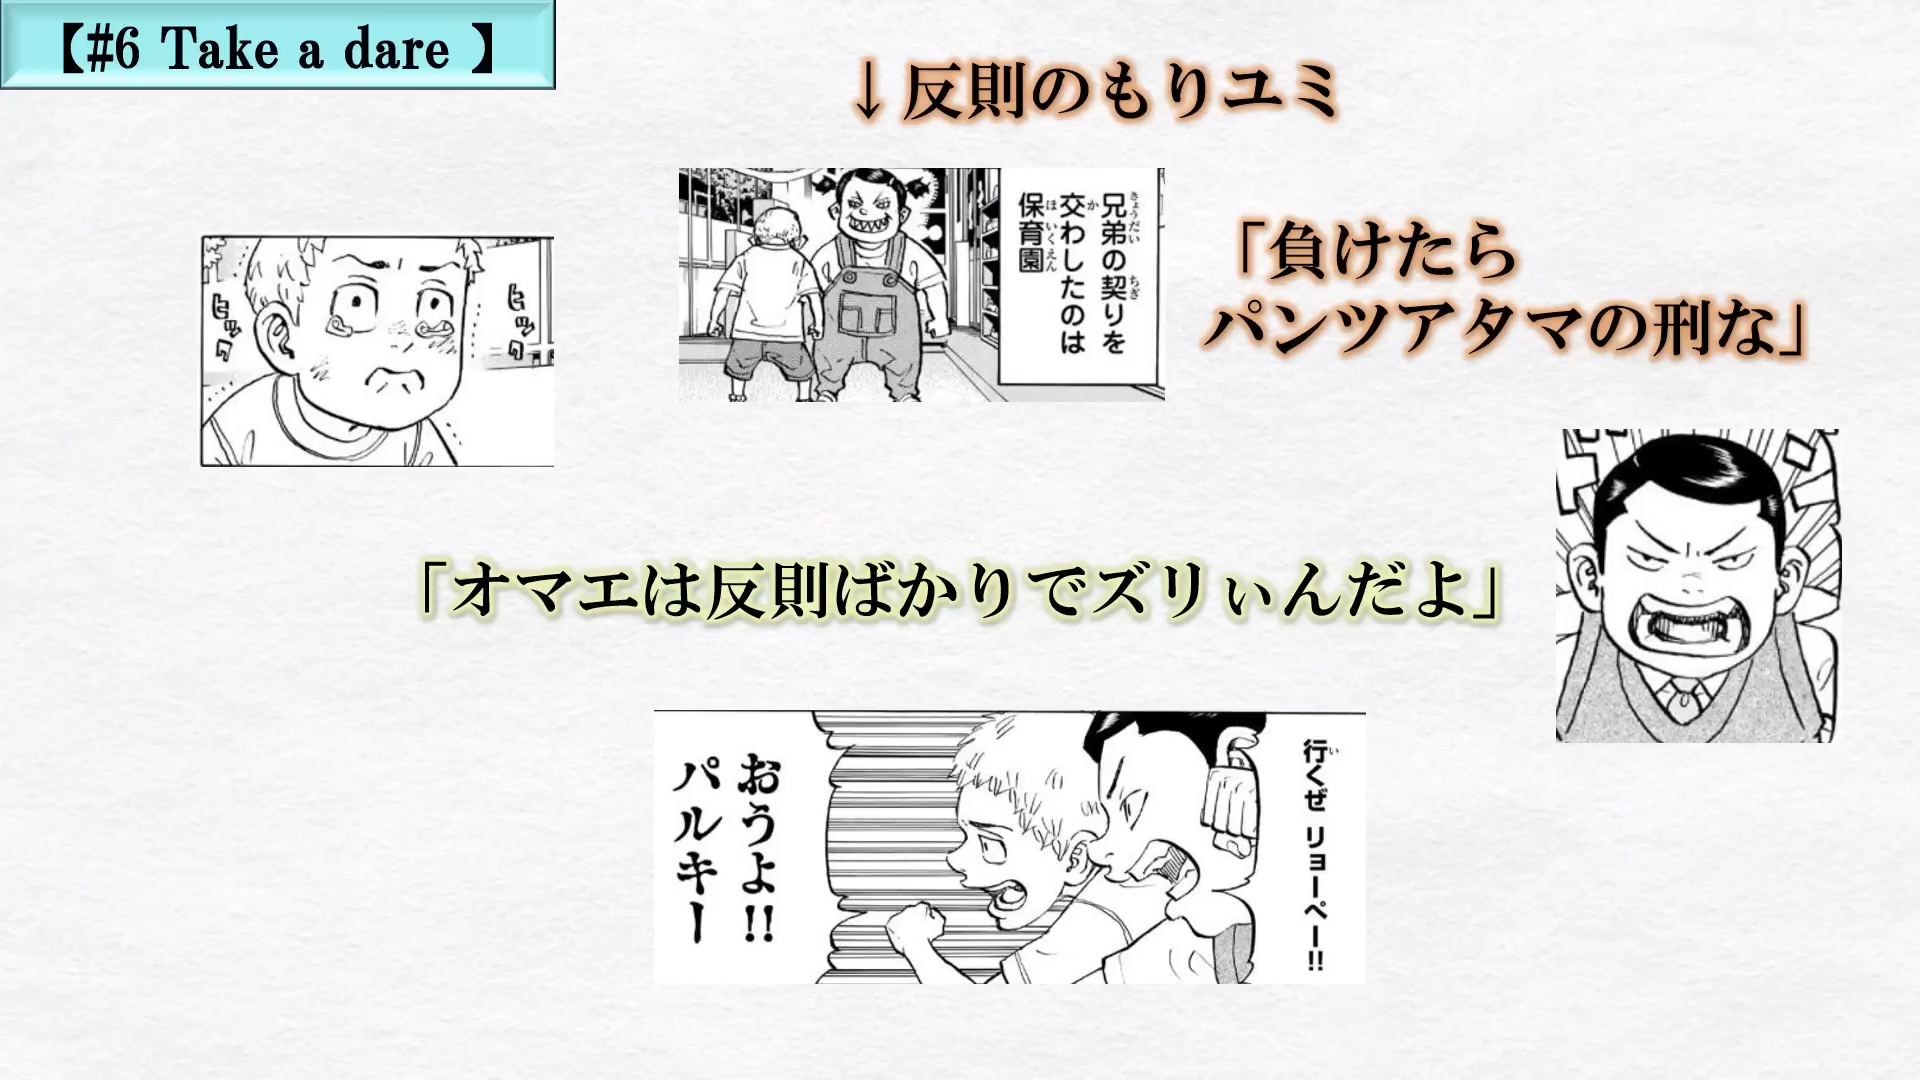 【#6 Take a dare 】
↓反則のもりユミ
兄弟の契りを
交わしたのは
保育園
「負けたら
パンツアタマの刑な」
ヒック
ヒック
「オマエは反則ばかりでズリぃんだよ」
行くぜ リョーペー!!
おうよ!!
パルキー